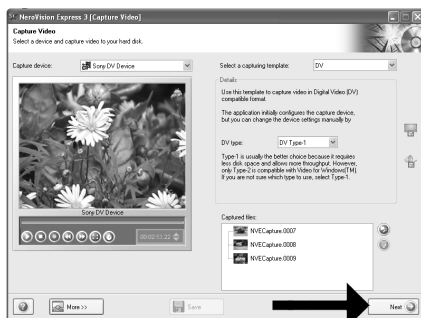 NeroVision Express 3 [Capture Video]
Capture Video
Select a device and capture video to your hard disk.
Capture device:
Sony DV Device
Select a capturing template:
DV
Details
Use this template to capture video in Digital Video (DV)
compatible format.
The application initially configures the capture device,
but you can change the device settings manually by
DV type:
DV Type-1
Type-1 is usually the better choice because it requires
less disk space and allows more throughput. However,
only Type-2 is compatible with Video for Windows(TM).
If you are not sure which type to use, select Type-1.
Sony DV Device
00:02:51:22
Captured files:
NVECapture.0007
NVECapture.0008
NVECapture.0009
More >>
Save
Next